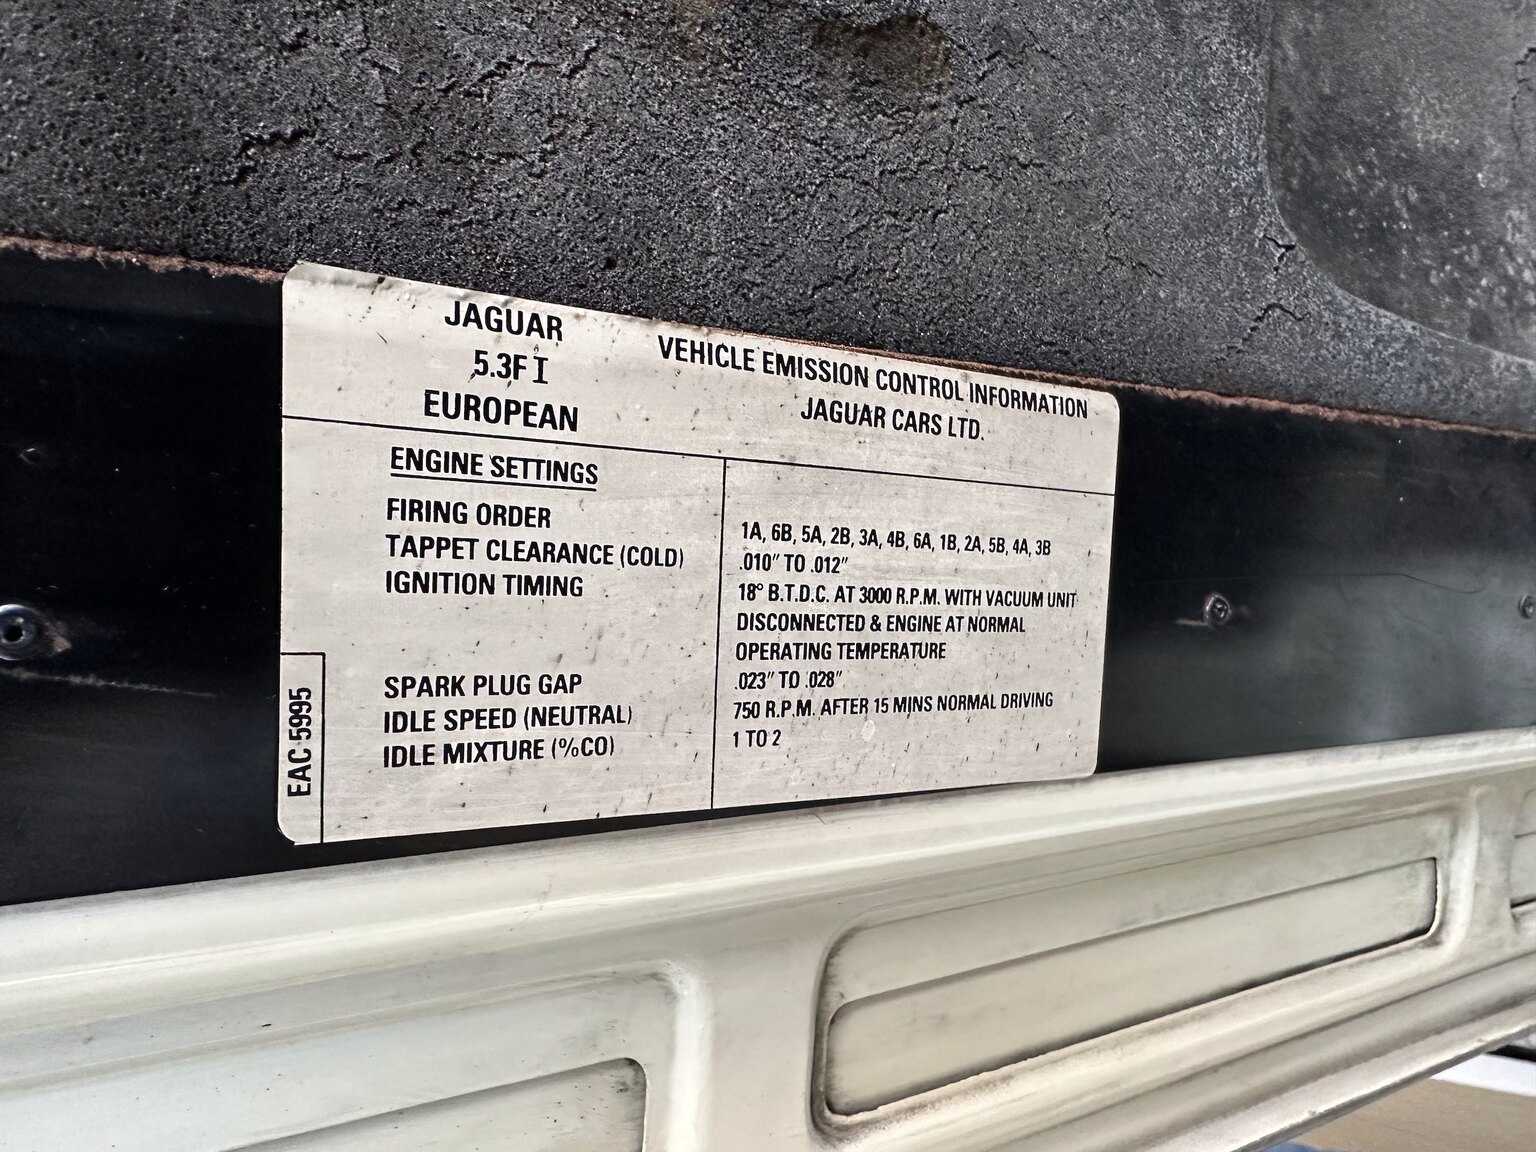 JAGUAR
5.3FI
EUROPEAN
VEHICLE EMISSION CONTROL INFORMATION
JAGUAR CARS LTD.
ENGINE SETTINGS
FIRING ORDER 1A, 6B, 5A, 2B, 3A, 4B, 6A, 1B, 2A, 5B, 4A, 3B
TAPPET CLEARANCE (COLD) .010" TO .012"
IGNITION TIMING 18° B.T.D.C. AT 3000 R.P.M. WITH VACUUM UNIT
DISCONNECTED & ENGINE AT NORMAL
OPERATING TEMPERATURE
SPARK PLUG GAP .023" TO .028"
IDLE SPEED (NEUTRAL) 750 R.P.M. AFTER 15 MINS NORMAL DRIVING
IDLE MIXTURE (%CO) 1 TO 2
EAC 5995